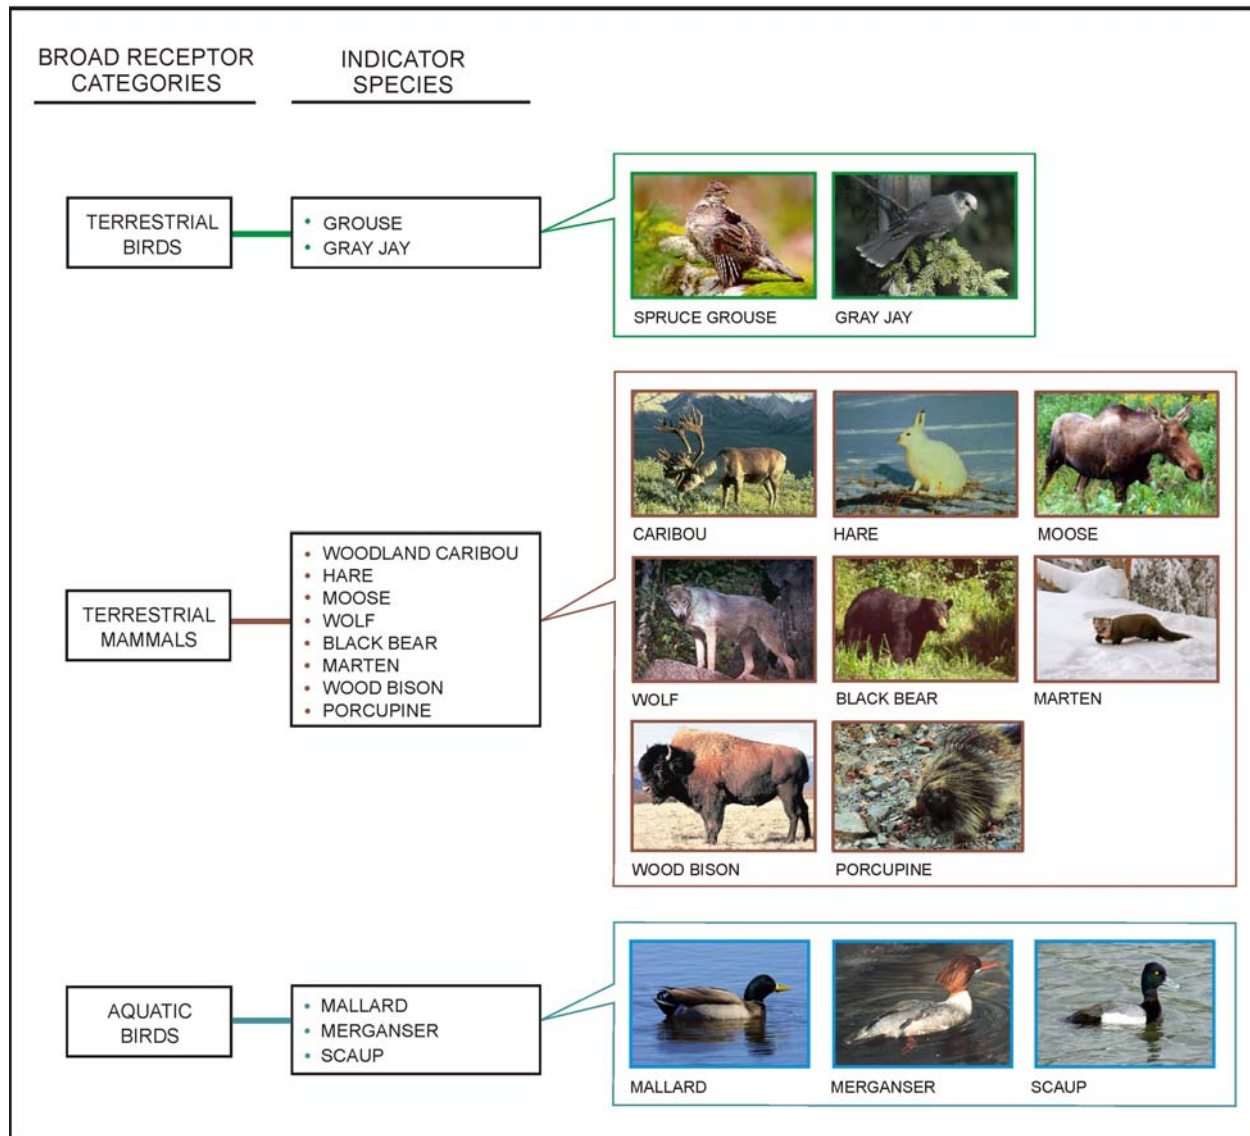 BROAD RECEPTOR
CATEGORIES
INDICATOR
SPECIES
TERRESTRIAL
BIRDS
• GROUSE
• GRAY JAY
SPRUCE GROUSE
GRAY JAY
TERRESTRIAL
MAMMALS
• WOODLAND CARIBOU
• HARE
• MOOSE
• WOLF
• BLACK BEAR
• MARTEN
• WOOD BISON
• PORCUPINE
CARIBOU
HARE
MOOSE
WOLF
BLACK BEAR
MARTEN
WOOD BISON
PORCUPINE
AQUATIC
BIRDS
• MALLARD
• MERGANSER
• SCAUP
MALLARD
MERGANSER
SCAUP